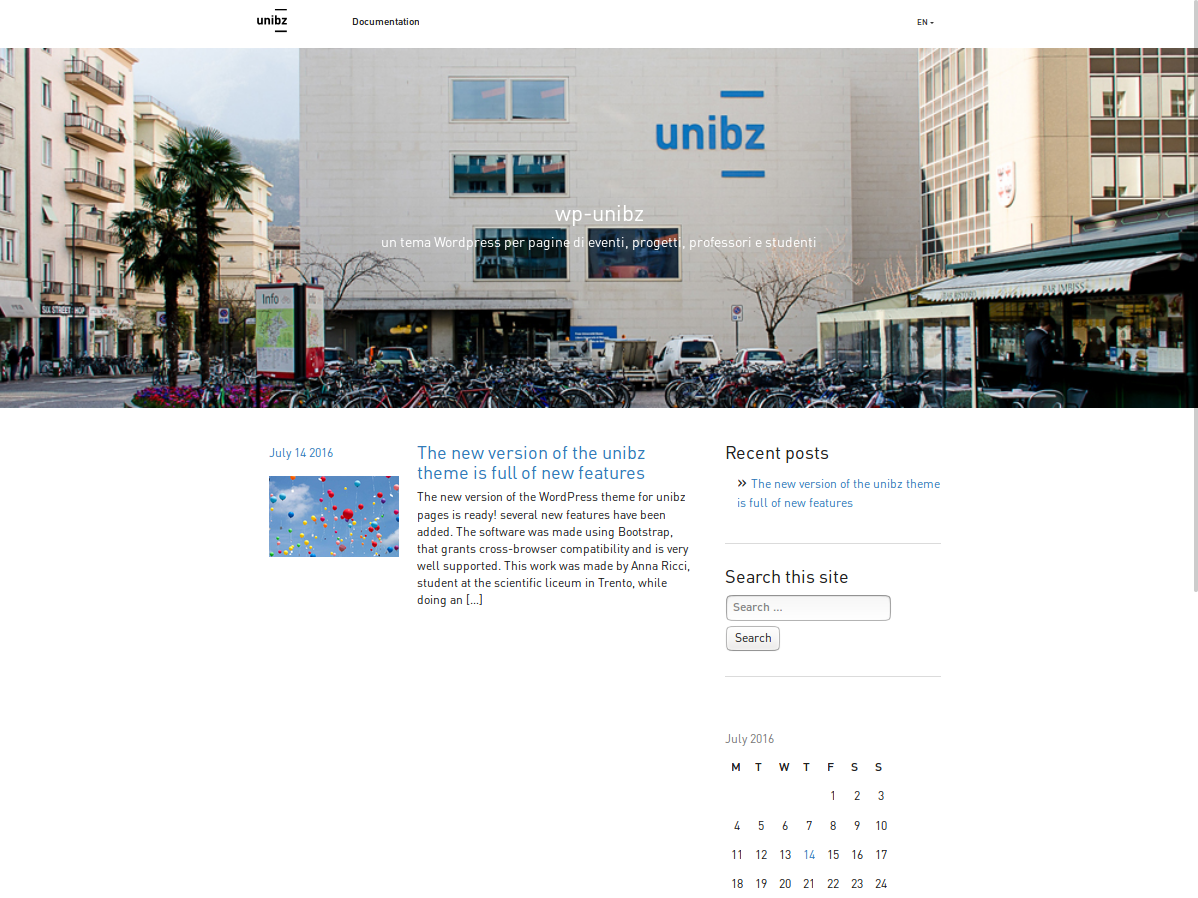 unibz
Documentation
EN
unibz
wp-unibz
un tema Wordpress per pagine di eventi, progetti, professori e studenti
Info
BAR IMBISS
July 14 2016
The new version of the unibz
theme is full of new features
The new version of the WordPress theme for unibz
pages is ready! several new features have been
added. The software was made using Bootstrap,
that grants cross-browser compatibility and is very
well supported. This work was made by Anna Ricci,
student at the scientific liceum in Trento, while
doing an […]
Recent posts
» The new version of the unibz theme
is full of new features
Search this site
Search …
Search
July 2016
M T W T F S S
1 2 3
4 5 6 7 8 9 10
11 12 13 14 15 16 17
18 19 20 21 22 23 24